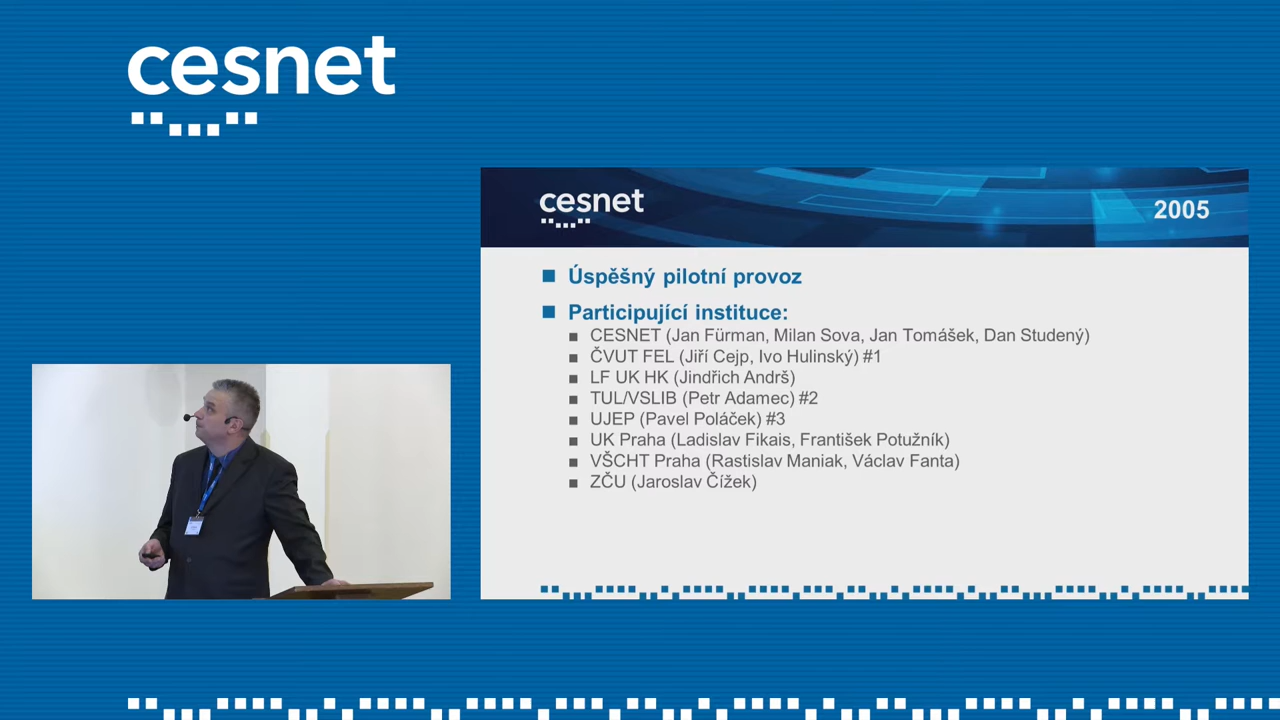 cesnet
cesnet
2005
Úspěšný pilotní provoz
Participující instituce:
CESNET (Jan Fürman, Milan Sova, Jan Tomášek, Dan Studený)
ČVUT FEL (Jiří Cejp, Ivo Hulinský) #1
LF UK HK (Jindřich Andrš)
TUL/VSLIB (Petr Adamec) #2
UJEP (Pavel Poláček) #3
UK Praha (Ladislav Fikais, František Potužník)
VŠCHT Praha (Rastislav Maniak, Václav Fanta)
ZČU (Jaroslav Čížek)